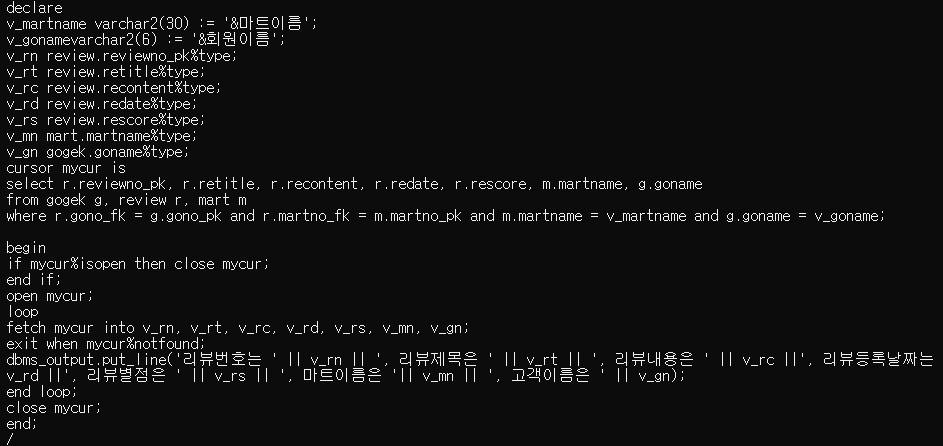 declare
v_martname varchar2(30) := '&마트이름';
v_gonamevarchar2(6) := '&회원이름';
v_rn review.reviewno_pk%type;
v_rt review.retitle%type;
v_rc review.recontent%type;
v_rd review.redate%type;
v_rs review.rescore%type;
v_mn mart.martname%type;
v_gn gogek.goname%type;
cursor mycur is
select r.reviewno_pk, r.retitle, r.recontent, r.redate, r.rescore, m.martname, g.goname
from gogek g, review r, mart m
where r.gono_fk = g.gono_pk and r.martno_fk = m.martno_pk and m.martname = v_martname and g.goname = v_goname;
begin
if mycur%isopen then close mycur;
end if;
open mycur;
loop
fetch mycur into v_rn, v_rt, v_rc, v_rd, v_rs, v_mn, v_gn;
exit when mycur%notfound;
dbms_output.put_line('리뷰번호는 ' || v_rn || ', 리뷰제목은 ' || v_rt || ', 리뷰내용은 ' || v_rc ||', 리뷰등록날짜는
v_rd ||', 리뷰별점은 ' || v_rs || ', 마트이름은 '|| v_mn || ', 고객이름은 ' || v_gn);
end loop;
close mycur;
end;
/